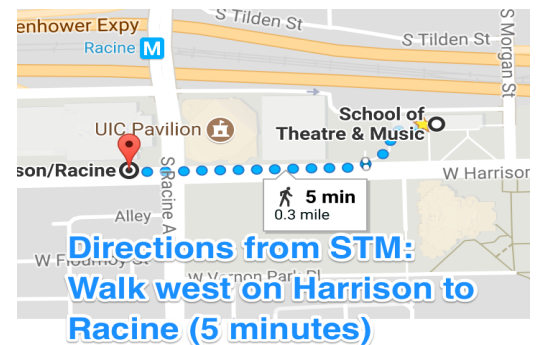 enhower Expy
S Tilden St
S Tilden St
S Morgan St
Racine M
School of
Theatre & Music
UIC Pavilion
son/Racine
S Racine A
W Harrison
5 min
0.3 mile
Alley
W Flournoy St
W Vernon Park Pl
Directions from STM:
Walk west on Harrison to
Racine (5 minutes)